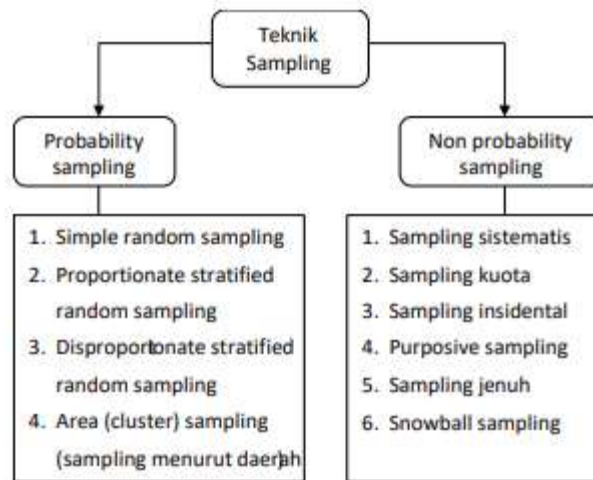 Teknik
Sampling
Probability
sampling
Non probability
sampling
1. Simple random sampling
2. Proportionate stratified
random sampling
3. Disproportionate stratified
random sampling
4. Area (cluster) sampling
(sampling menurut daerah
1. Sampling sistematis
2. Sampling kuota
3. Sampling insidental
4. Purposive sampling
5. Sampling jenuh
6. Snowball sampling